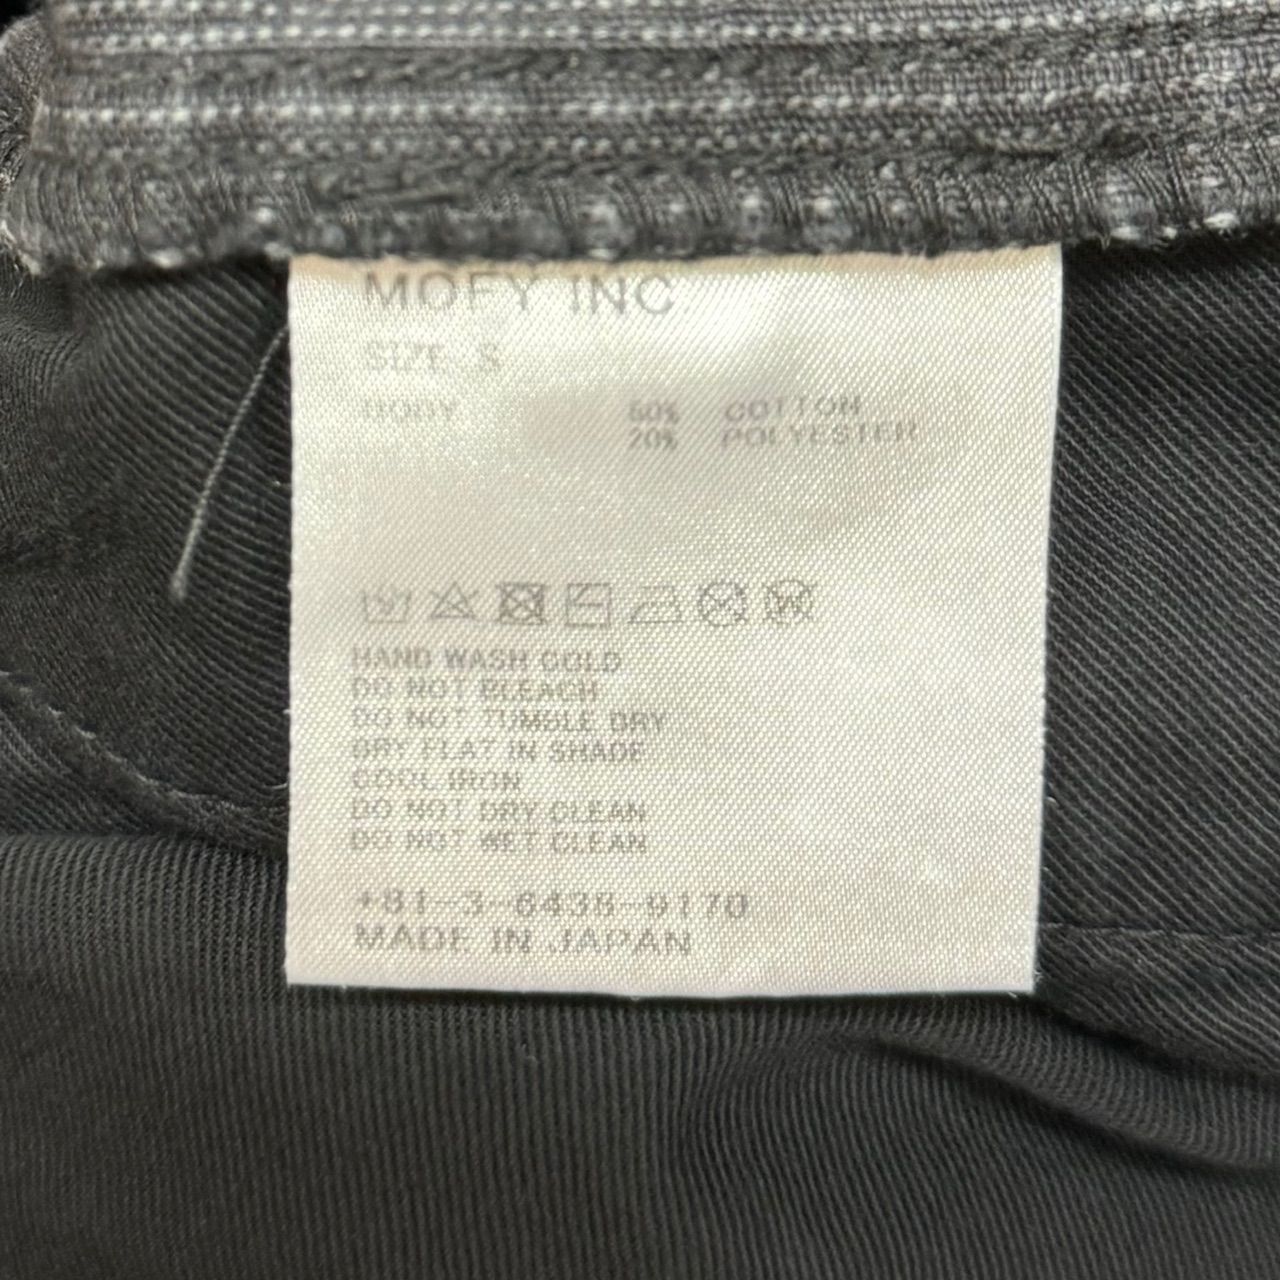 MOFY INC.
SIZE S
BODY
COTTON
20% POLYESTER
HAND WASH COLD
DO NOT BLEACH
DO NOT TUMBLE DRY
DRY FLAT IN SHADE
COOL IRON
DO NOT DRY CLEAN
DO NOT WET CLEAN
+81-3-6438-9170
MADE IN JAPAN